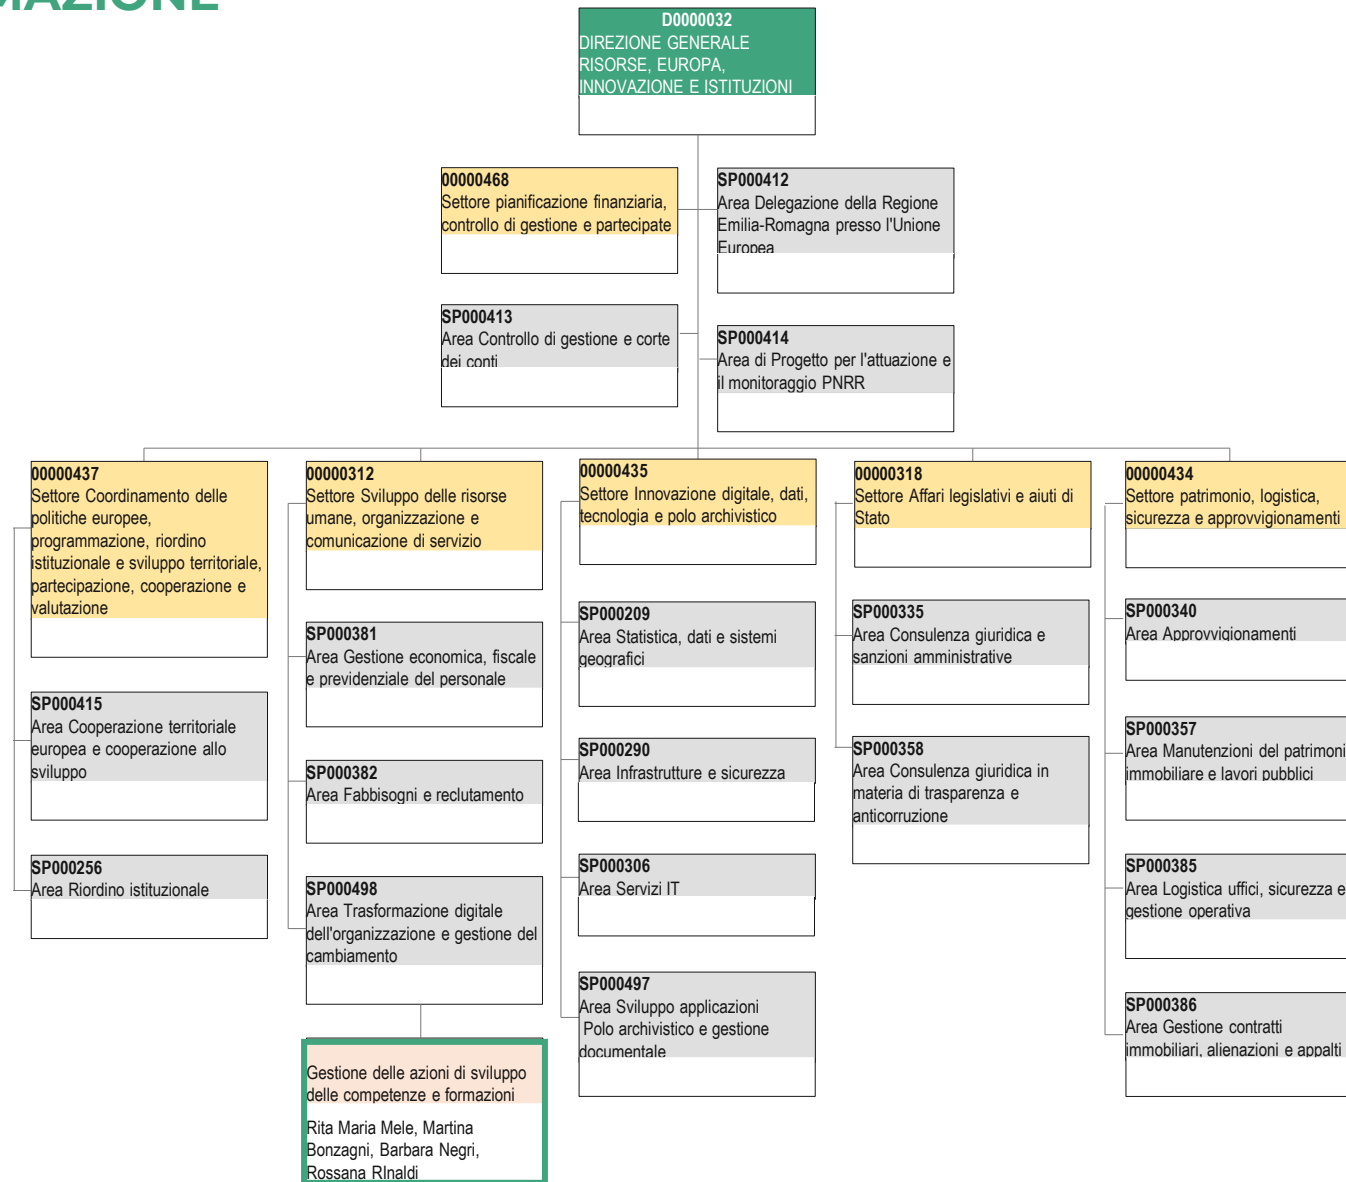 MAZIONE
D0000032
DIREZIONE GENERALE
RISORSE, EUROPA,
INNOVAZIONE E ISTITUZIONI
00000468
Settore pianificazione finanziaria,
controllo di gestione e partecipate
SP000412
Area Delegazione della Regione
Emilia-Romagna presso l'Unione
Europea
SP000413
Area Controllo di gestione e corte
dei conti
SP000414
Area di Progetto per l'attuazione e
il monitoraggio PNRR
00000437
Settore Coordinamento delle
politiche europee,
programmazione, riordino
istituzionale e sviluppo territoriale,
partecipazione, cooperazione e
valutazione
SP000415
Area Cooperazione territoriale
europea e cooperazione allo
sviluppo
SP000256
Area Riordino istituzionale
00000312
Settore Sviluppo delle risorse
umane, organizzazione e
comunicazione di servizio
SP000381
Area Gestione economica, fiscale
e previdenziale del personale
SP000382
Area Fabbisogni e reclutamento
SP000498
Area Trasformazione digitale
dell'organizzazione e gestione del
cambiamento
Gestione delle azioni di sviluppo
delle competenze e formazioni
Rita Maria Mele, Martina
Bonzagni, Barbara Negri,
Rossana RInaldi
00000435
Settore Innovazione digitale, dati,
tecnologia e polo archivistico
SP000209
Area Statistica, dati e sistemi
geografici
SP000290
Area Infrastrutture e sicurezza
SP000306
Area Servizi IT
SP000497
Area Sviluppo applicazioni
Polo archivistico e gestione
documentale
00000318
Settore Affari legislativi e aiuti di
Stato
SP000335
Area Consulenza giuridica e
sanzioni amministrative
SP000358
Area Consulenza giuridica in
materia di trasparenza e
anticorruzione
00000434
Settore patrimonio, logistica,
sicurezza e approvvigionamenti
SP000340
Area Approvvigionamenti
SP000357
Area Manutenzioni del patrimoni
immobiliare e lavori pubblici
SP000385
Area Logistica uffici, sicurezza e
gestione operativa
SP000386
Area Gestione contratti
immobiliari, alienazioni e appalti